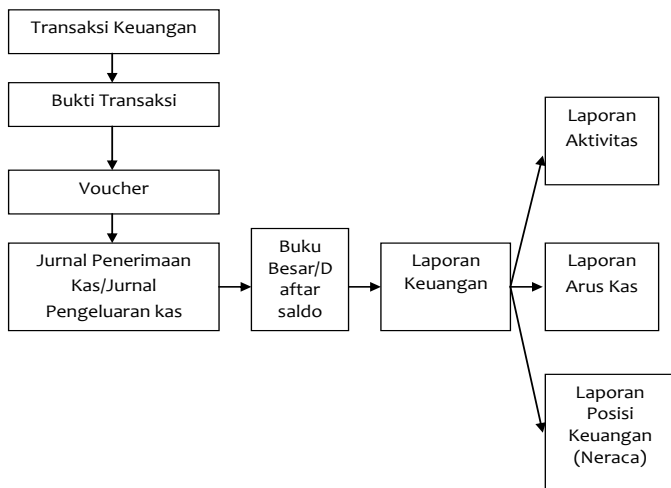 Transaksi Keuangan
Bukti Transaksi
Voucher
Jurnal Penerimaan
Kas/Jurnal
Pengeluaran kas
Buku
Besar/D
aftar
saldo
Laporan
Keuangan
Laporan
Aktivitas
Laporan
Arus Kas
Laporan
Posisi
Keuangan
(Neraca)